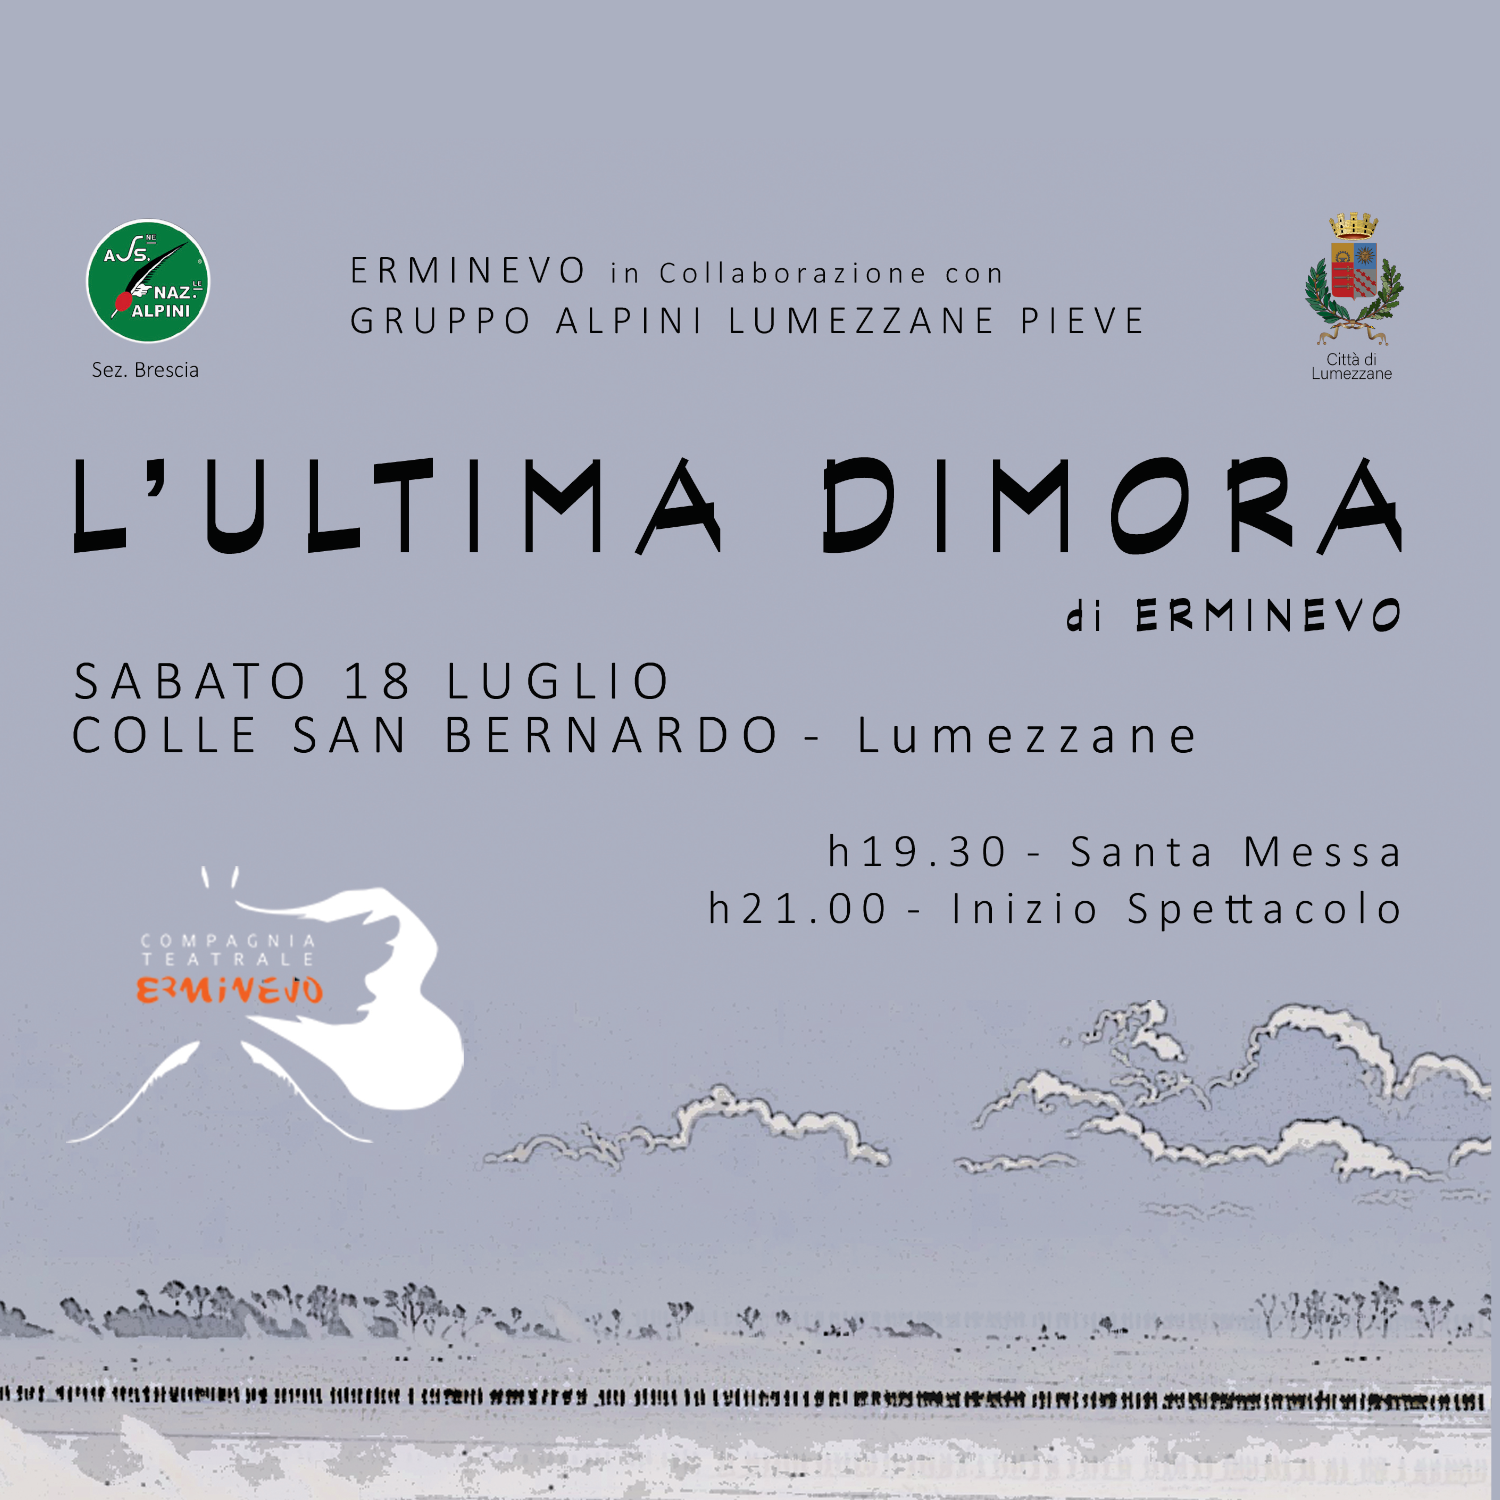 ASS.NE
NAZ.LE
ALPINI
Sez. Brescia
ERMINEVO in Collaborazione con
GRUPPO ALPINI LUMEZZANE PIEVE
Città di
Lumezzane
L'ULTIMA DIMORA
di ERMINEVO
SABATO 18 LUGLIO
COLLE SAN BERNARDO - Lumezzane
h19.30 - Santa Messa
h21.00 - Inizio Spettacolo
COMPAGNIA
TEATRALE
ERMINEVO